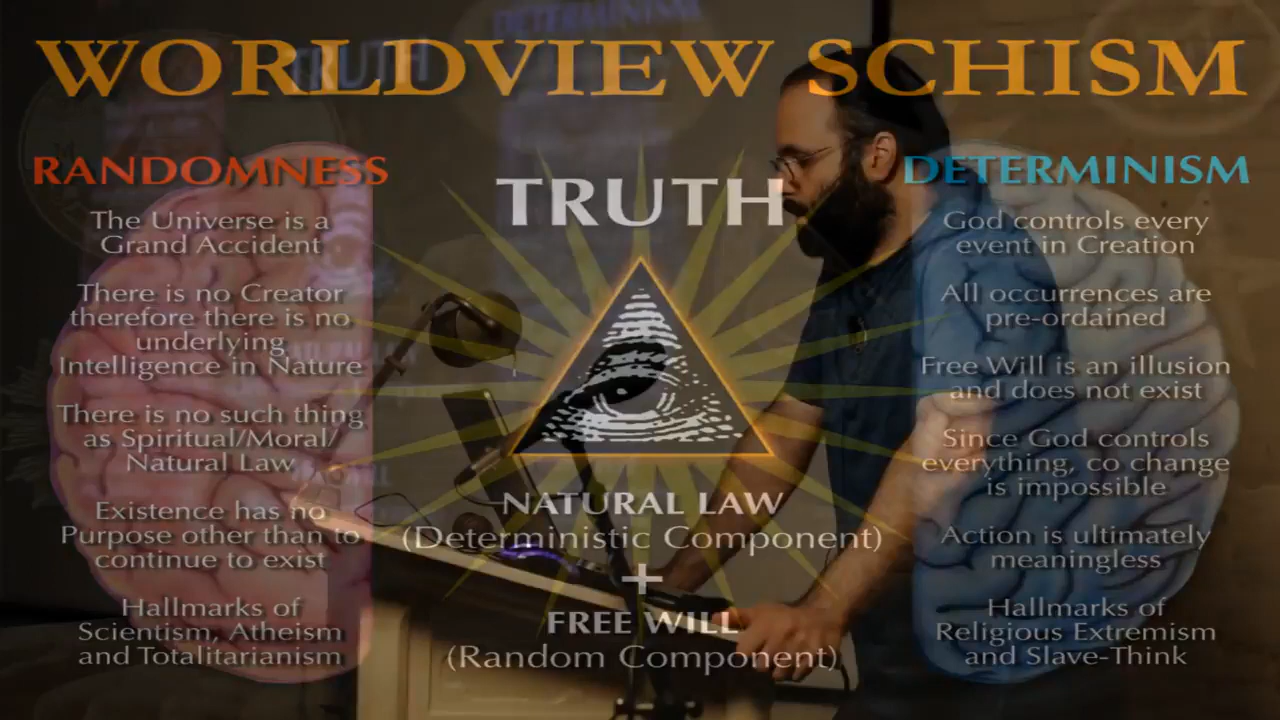 WORLDVIEW SCHISM
RANDOMNESS
The Universe is a
Grand Accident
There is no Creator
therefore there is no
underlying
Intelligence in Nature
There is no such thing
as Spiritual/Moral/
Natural Law
Existence has no
Purpose other than to
continue to exist
Hallmarks of
Scientism, Atheism
and Totalitarianism
TRUTH
NATURAL LAW
(Deterministic Component)
+
FREE WILL
(Random Component)
DETERMINISM
God controls every
event in Creation
All occurrences are
pre-ordained
Free Will is an illusion
and does not exist
Since God controls
everything, co change
is impossible
Action is ultimately
meaningless
Hallmarks of
Religious Extremism
and Slave-Think
DETERMINISM
TRUTH